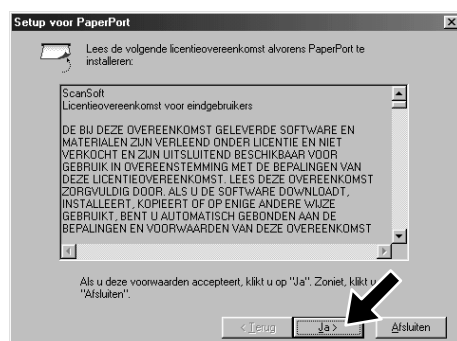 Setup voor PaperPort
Lees de volgende licentieovereenkomst alvorens PaperPort te
installeren:
ScanSoft
Licentieovereenkomst voor eindgebruikers
DE BIJ DEZE OVEREENKOMST GELEVERDE SOFTWARE EN
MATERIALEN ZIJN VERLEEND ONDER LICENTIE EN NIET
VERKOCHT EN ZIJN UITSLUITEND BESCHIKBAAR VOOR
GEBRUIK IN OVEREENSTEMMING MET DE BEPALINGEN VAN
DEZE LICENTIEOVEREENKOMST. LEES DEZE OVEREENKOMST
ZORGVULDIG DOOR. ALS U DE SOFTWARE DOWNLOADT,
INSTALLEERT, KOPIEERT OF OP ENIGE ANDERE WIJZE
GEBRUIKT, BENT U AUTOMATISCH GEBONDEN AAN DE
BEPALINGEN EN VOORWAARDEN VAN DEZE OVEREENKOMST
Als u deze voorwaarden accepteert, klikt u op "Ja". Zoniet, klikt u
"Afsluiten".
< Terug Ja > Afsluiten